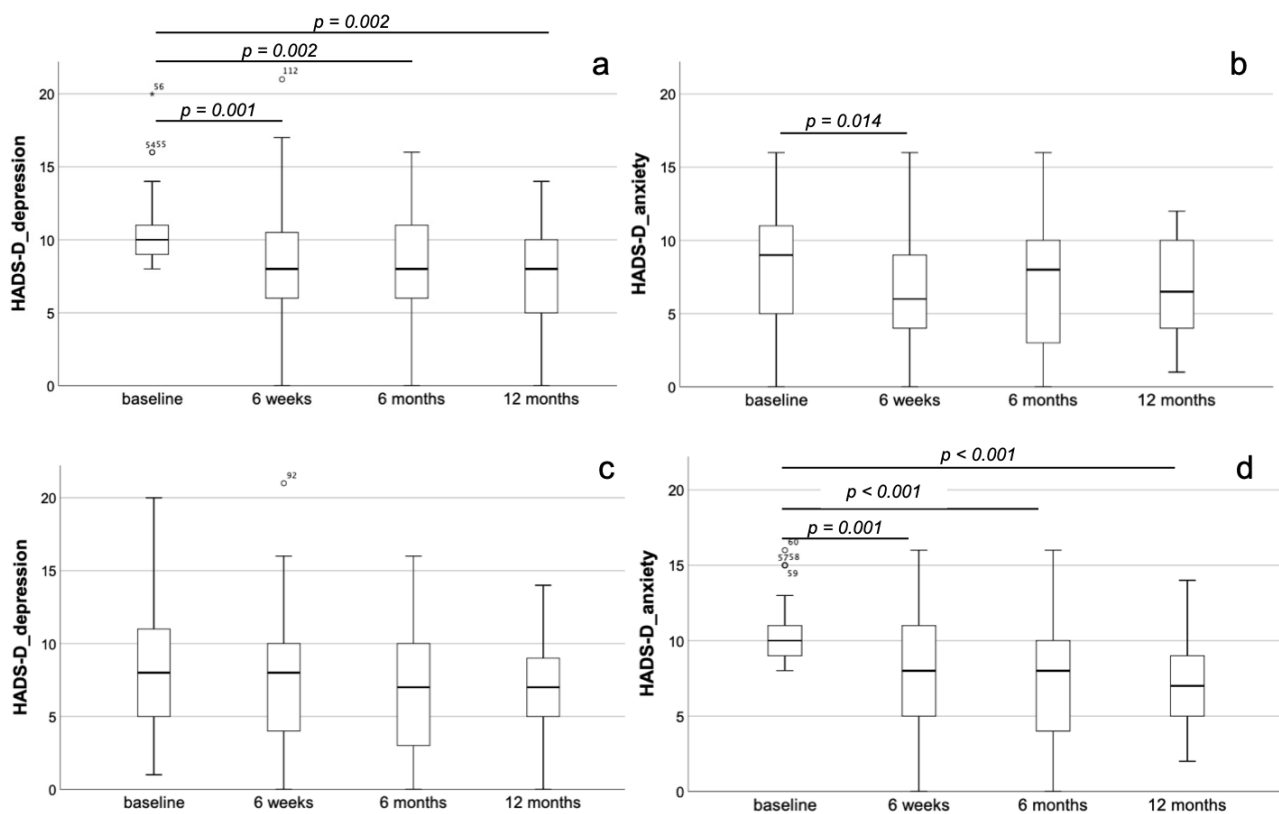 p = 0.002
p = 0.002
a
112
56
20
p = 0.001
5455
15
10
5
0
HADS-D_depression
baseline 6 weeks 6 months 12 months
b
20
p = 0.014
15
10
5
0
HADS-D_anxiety
baseline 6 weeks 6 months 12 months
c
92
20
15
10
5
0
HADS-D_depression
baseline 6 weeks 6 months 12 months
p < 0.001
d
20
p < 0.001
p = 0.001
60
5758
15
59
10
5
0
HADS-D_anxiety
baseline 6 weeks 6 months 12 months